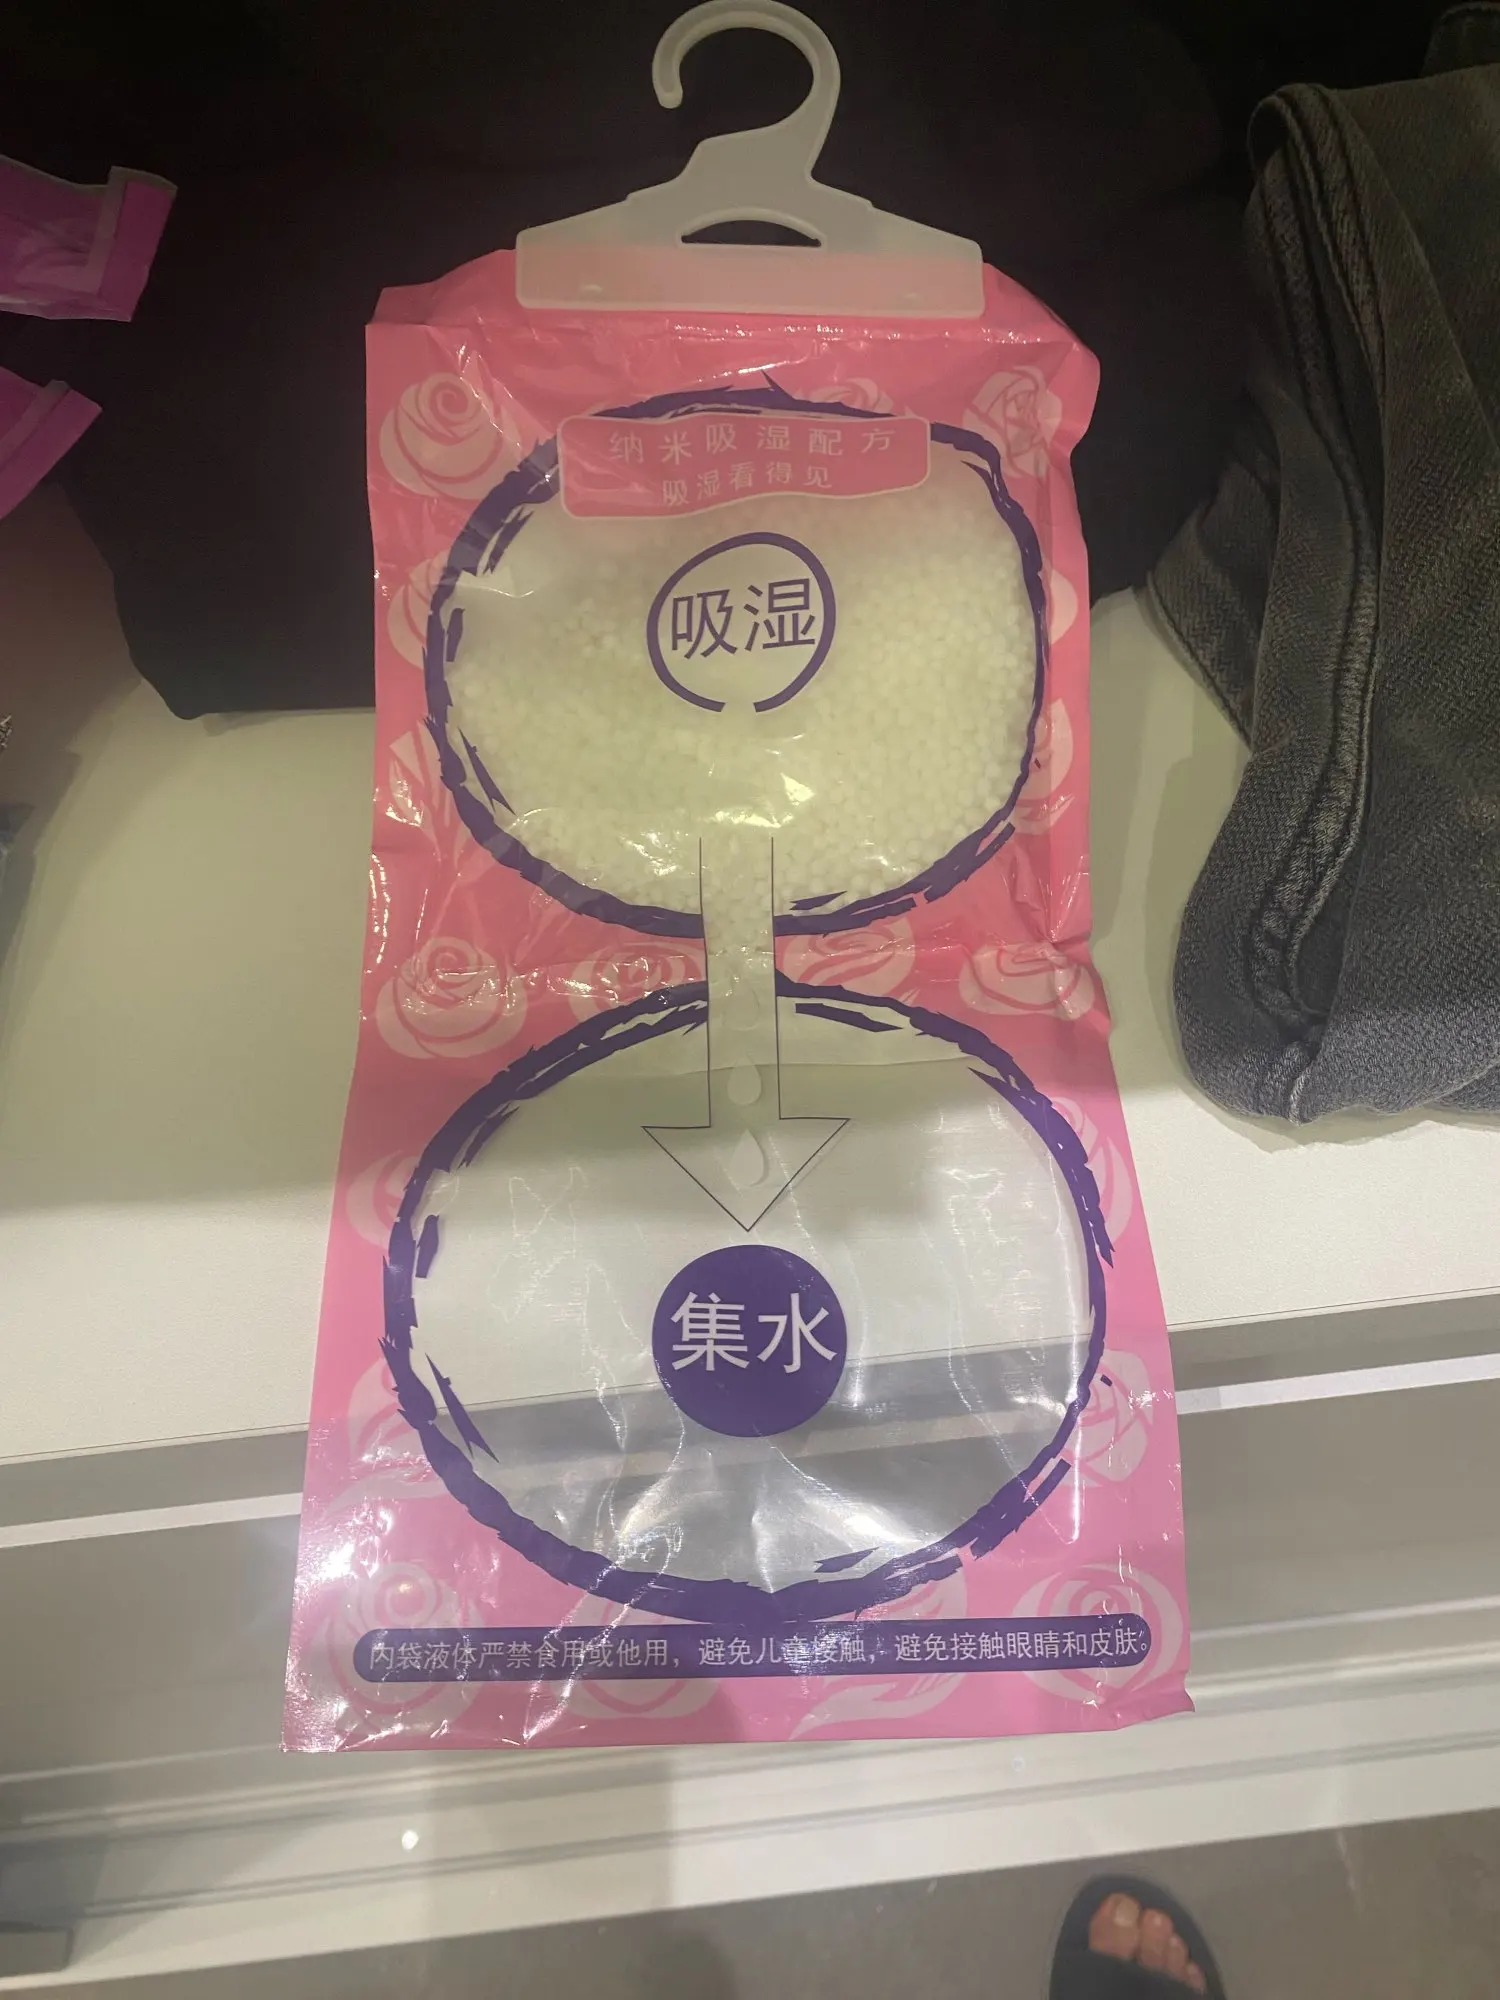 纳米吸湿配方
吸湿看得见
吸湿
集水
内袋液体严禁食用或他用，避免儿童接触，避免接触眼睛和皮肤。